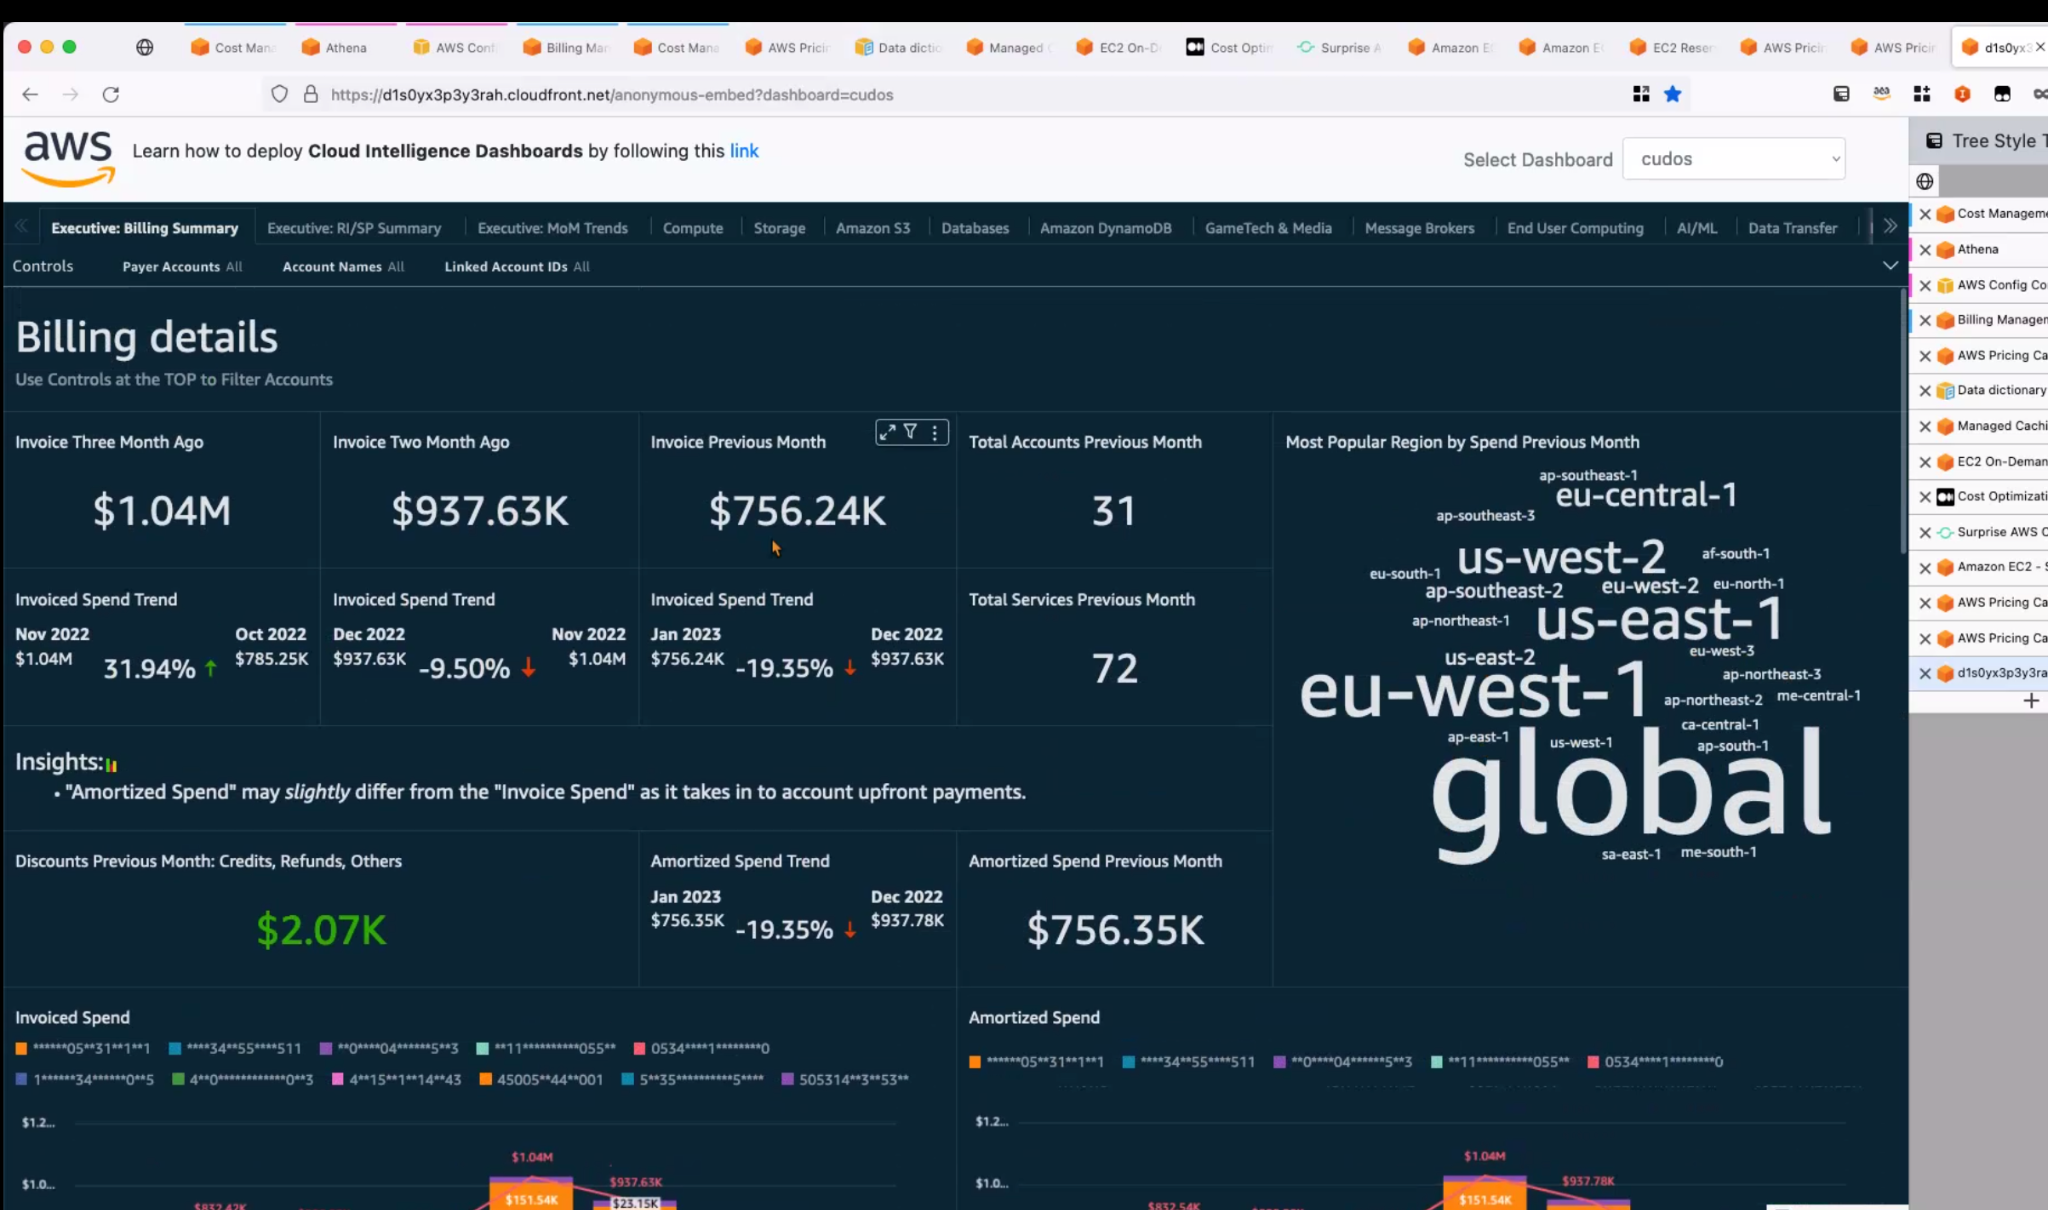 Cost Mana
Athena
AWS Conf
Billing Man
Cost Mana
AWS Pricin
Data dictio
Managed C
EC2 On-D
Cost Optin
Surprise A
Amazon E
Amazon E
EC2 Reser
AWS Pricin
AWS Pricin
d1s0yx3
https://d1s0yx3p3y3rah.cloudfront.net/anonymous-embed?dashboard=cudos
aws
Learn how to deploy Cloud Intelligence Dashboards by following this link
Select Dashboard
cudos
Tree Style T
Executive: Billing Summary
Executive: RI/SP Summary
Executive: MoM Trends
Compute
Storage
Amazon S3
Databases
Amazon DynamoDB
GameTech & Media
Message Brokers
End User Computing
AI/ML
Data Transfer
Controls
Payer Accounts All
Account Names All
Linked Account IDs All
Billing details
Use Controls at the TOP to Filter Accounts
Invoice Three Month Ago
$1.04M
Invoice Two Month Ago
$937.63K
Invoice Previous Month
$756.24K
Total Accounts Previous Month
31
Invoiced Spend Trend
Nov 2022
$1.04M
31.94%
Oct 2022
$785.25K
Invoiced Spend Trend
Dec 2022
$937.63K
-9.50%
Nov 2022
$1.04M
Invoiced Spend Trend
Jan 2023
$756.24K
-19.35%
Dec 2022
$937.63K
Total Services Previous Month
72
Most Popular Region by Spend Previous Month
ap-southeast-1
eu-central-1
ap-southeast-3
us-west-2
af-south-1
eu-south-1
ap-southeast-2
eu-west-2
eu-north-1
ap-northeast-1
us-east-1
us-east-2
eu-west-3
eu-west-1
ap-northeast-3
ap-northeast-2
me-central-1
ca-central-1
ap-east-1
us-west-1
ap-south-1
global
sa-east-1
me-south-1
Insights:
• "Amortized Spend" may slightly differ from the "Invoice Spend" as it takes in to account upfront payments.
Discounts Previous Month: Credits, Refunds, Others
$2.07K
Amortized Spend Trend
Jan 2023
$756.35K
-19.35%
Dec 2022
$937.78K
Amortized Spend Previous Month
$756.35K
Invoiced Spend
******05**31**1**1
****34**55****511
**0****04******5**3
**11**********055**
0534****1********0
1******34******0**5
4**0************0**3
4**15**1**14**43
45005**44**001
5**35**********5****
505314**3**53**
$1.2...
$1.0...
$1.04M
$937.63K
$151.54K
$23.15K
$832.42K
Amortized Spend
******05**31**1**1
****34**55****511
**0****04******5**3
**11**********055**
0534****1********0
$1.2...
$1.0...
$1.04M
$937.78K
$151.54K
$832.54K
Cost Manageme
Athena
AWS Config Co
Billing Managem
AWS Pricing Ca
Data dictionary
Managed Cachi
EC2 On-Deman
Cost Optimizati
Surprise AWS C
Amazon EC2 - S
AWS Pricing Ca
AWS Pricing Ca
d1s0yx3p3y3ra